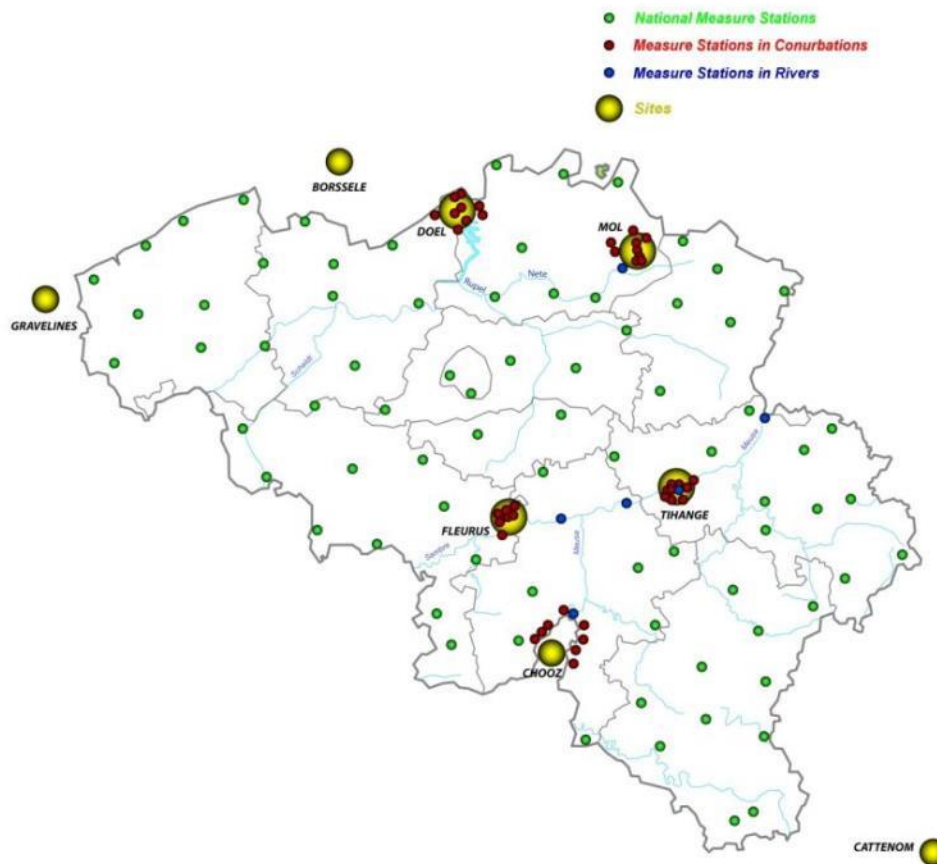 National Measure Stations
Measure Stations in Conurbations
Measure Stations in Rivers
Sites
BORSSELE
DOEL
MOL
Nete
Rupel
GRAVELINES
Scheldt
Meuse
TIHANGE
FLEURUS
Sambre
Meuse
CHOOZ
CATTENOM